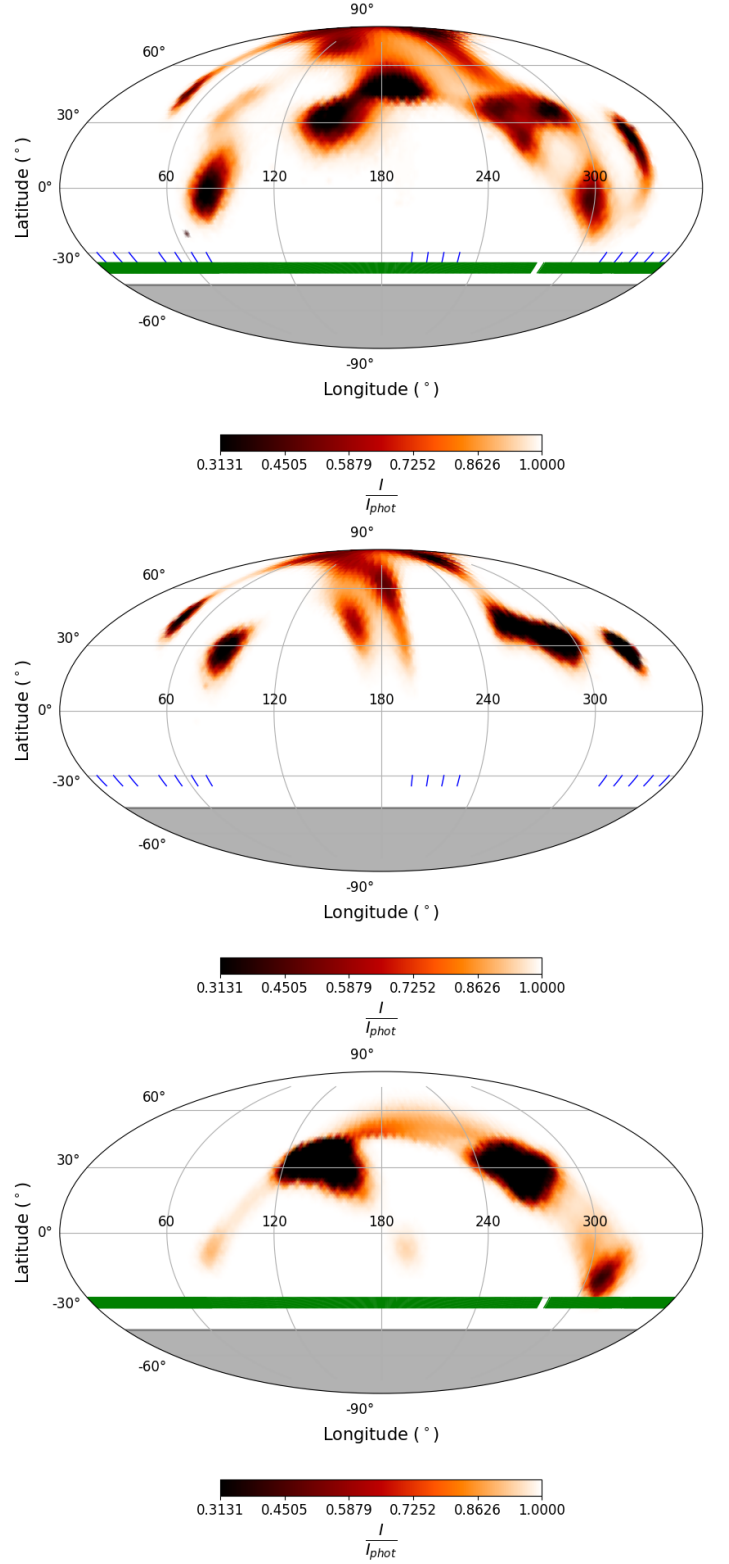 90°
60°
30°
0°
-30°
-60°
-90°
60 120 180 240 300
Latitude (°)
Longitude (°)
0.3131 0.4505 0.5879 0.7252 0.8626 1.0000
I
I_phot
90°
60°
30°
0°
-30°
-60°
-90°
60 120 180 240 300
Latitude (°)
Longitude (°)
0.3131 0.4505 0.5879 0.7252 0.8626 1.0000
I
I_phot
90°
60°
30°
0°
-30°
-60°
-90°
60 120 180 240 300
Latitude (°)
Longitude (°)
0.3131 0.4505 0.5879 0.7252 0.8626 1.0000
I
I_phot